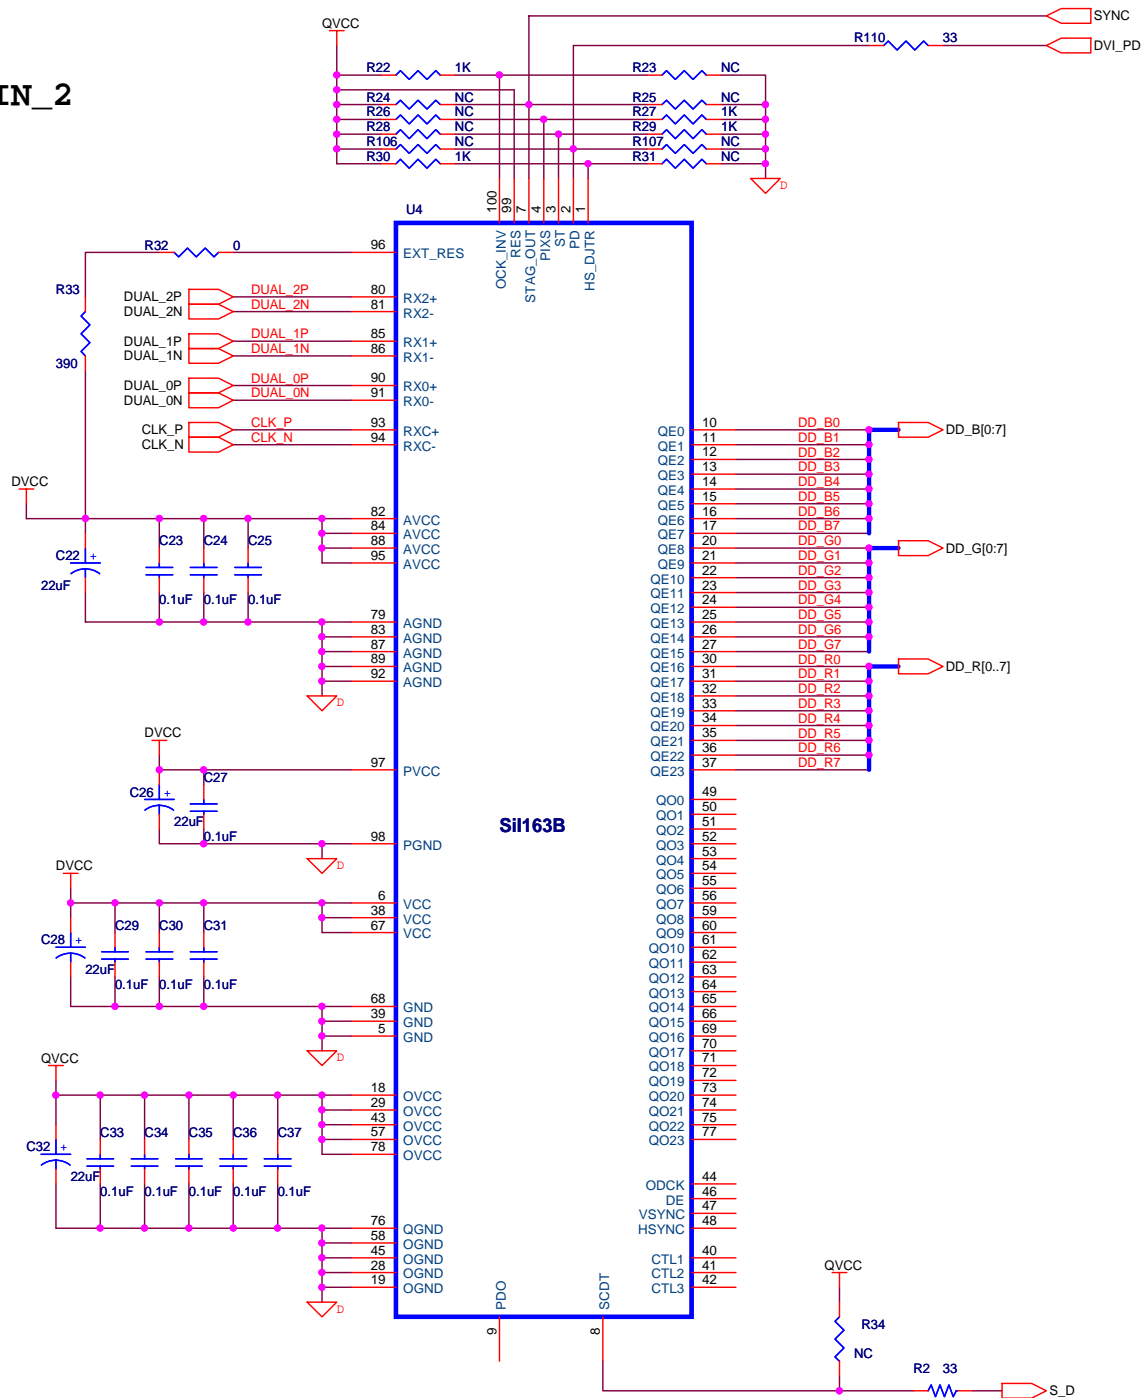 QVCC
SYNC
R110 33
DVI_PD
IN_2
R22 1K R23 NC
R24 NC R25 NC
R26 NC R27 1K
R28 NC R29 1K
R106 NC R107 NC
R30 1K R31 NC
D
100 99 7 4 3 2 1
U4
OCK_INV RES STAG_OUT PIXS ST PD HS_DJTR
R32 0 96 EXT_RES
R33
390
DUAL_2P DUAL_2P 80 RX2+
DUAL_2N DUAL_2N 81 RX2-
DUAL_1P DUAL_1P 85 RX1+
DUAL_1N DUAL_1N 86 RX1-
DUAL_0P DUAL_0P 90 RX0+
DUAL_0N DUAL_0N 91 RX0-
CLK_P CLK_P 93 RXC+
CLK_N CLK_N 94 RXC-
QE0 10 DD_B0 DD_B[0:7]
QE1 11 DD_B1
QE2 12 DD_B2
QE3 13 DD_B3
QE4 14 DD_B4
QE5 15 DD_B5
QE6 16 DD_B6
QE7 17 DD_B7
QE8 20 DD_G0 DD_G[0:7]
QE9 21 DD_G1
QE10 22 DD_G2
QE11 23 DD_G3
QE12 24 DD_G4
QE13 25 DD_G5
QE14 26 DD_G6
QE15 27 DD_G7
QE16 30 DD_R0 DD_R[0..7]
QE17 31 DD_R1
QE18 32 DD_R2
QE19 33 DD_R3
QE20 34 DD_R4
QE21 35 DD_R5
QE22 36 DD_R6
QE23 37 DD_R7
DVCC
82 AVCC
84 AVCC
88 AVCC
95 AVCC
C22 + C23 C24 C25
22uF 0.1uF 0.1uF 0.1uF
79 AGND
83 AGND
87 AGND
89 AGND
92 AGND
D
DVCC
97 PVCC
C26 + C27
22uF
0.1uF
98 PGND
D
SiI163B
QO0 49
QO1 50
QO2 51
QO3 52
QO4 53
QO5 54
QO6 55
QO7 56
QO8 59
QO9 60
QO10 61
QO11 62
QO12 63
QO13 64
QO14 65
QO15 66
QO16 69
QO17 70
QO18 71
QO19 72
QO20 73
QO21 74
QO22 75
QO23 77
DVCC
6 VCC
38 VCC
67 VCC
C28 + C29 C30 C31
22uF
0.1uF 0.1uF 0.1uF
68 GND
39 GND
5 GND
D
QVCC
18 OVCC
29 OVCC
43 OVCC
57 OVCC
78 OVCC
C32 + C33 C34 C35 C36 C37
22uF
0.1uF 0.1uF 0.1uF 0.1uF 0.1uF
76 QGND
58 OGND
45 OGND
28 OGND
19 OGND
D
ODCK 44
DE 46
VSYNC 47
HSYNC 48
CTL1 40
CTL2 41
CTL3 42
PDO SCDT
9 8
QVCC
R34
NC
R2 33
S_D